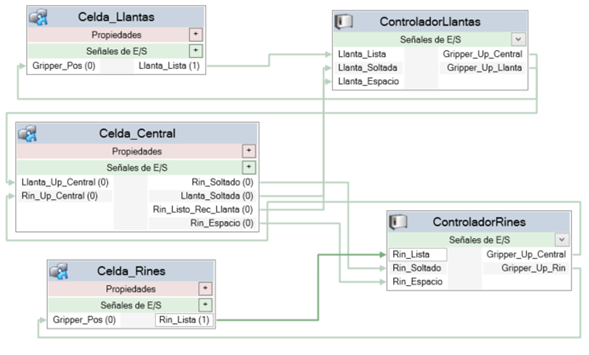 Celda_Llantas
Propiedades +
Señales de E/S +
Gripper_Pos (0) Llanta_Lista (1)
ControladorLlantas
Señales de E/S
Llanta_Lista Gripper_Up_Central
Llanta_Soltada Gripper_Up_Llanta
Llanta_Espacio
Celda_Central
Propiedades +
Señales de E/S +
Llanta_Up_Central (0) Rin_Soltado (0)
Rin_Up_Central (0) Llanta_Soltada (0)
Rin_Listo_Rec_Llanta (0)
Rin_Espacio (0)
ControladorRines
Señales de E/S
Rin_Lista Gripper_Up_Central
Rin_Soltado Gripper_Up_Rin
Rin_Espacio
Celda_Rines
Propiedades +
Señales de E/S +
Gripper_Pos (0) Rin_Lista (1)